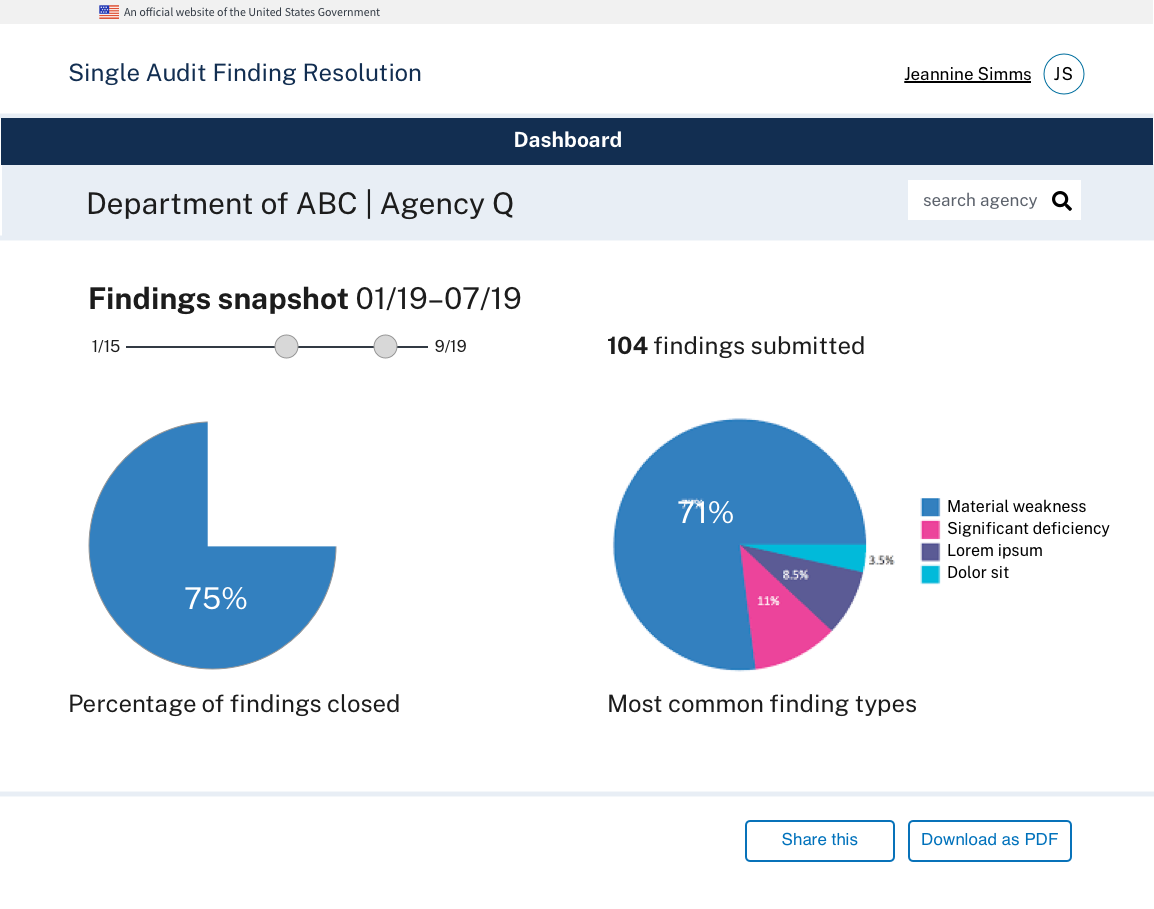 An official website of the United States Government
Single Audit Finding Resolution
Jeannine Simms
JS
Dashboard
Department of ABC | Agency Q
search agency
Findings snapshot 01/19–07/19
1/15
9/19
104 findings submitted
75%
71%
3.5%
8.5%
11%
Material weakness
Significant deficiency
Lorem ipsum
Dolor sit
Percentage of findings closed
Most common finding types
Share this
Download as PDF